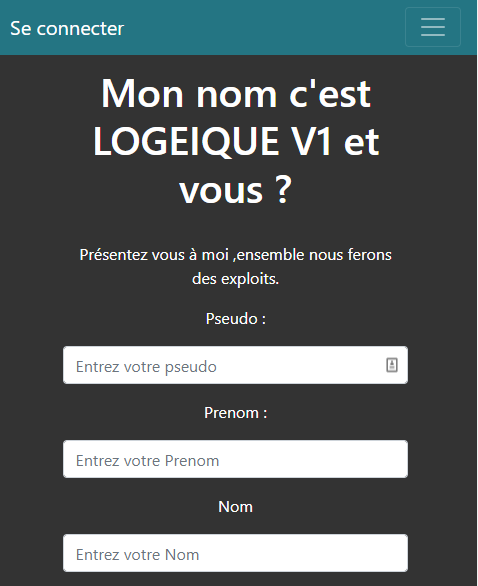 Se connecter
Mon nom c'est
LOGEIQUE V1 et
vous ?
Présentez vous à moi ,ensemble nous ferons
des exploits.
Pseudo :
Entrez votre pseudo
Prenom :
Entrez votre Prenom
Nom
Entrez votre Nom